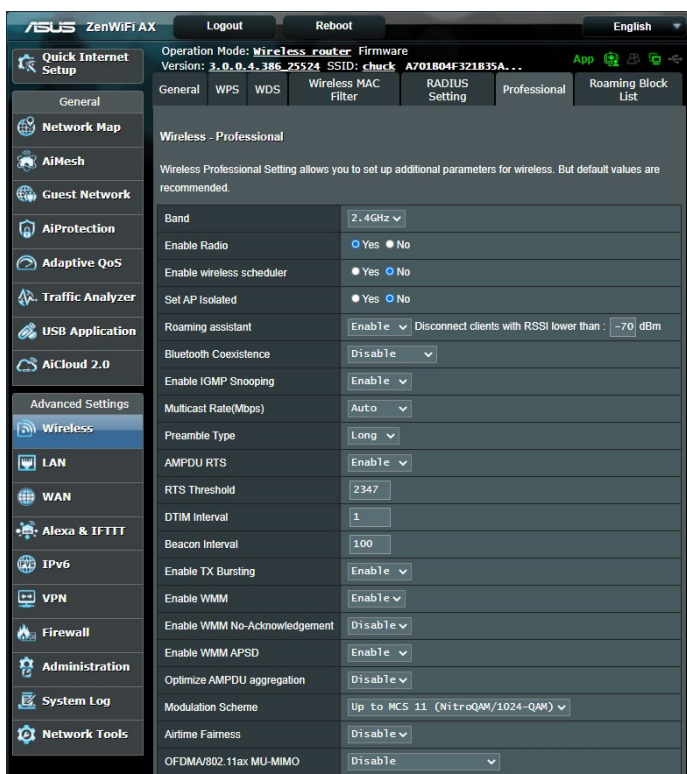 ASUS ZenWiFi AX
Logout
Reboot
English
Quick Internet
Setup
Operation Mode: Wireless router Firmware
Version: 3.0.0.4.386_25524 SSID: chuck A701B04F321B35A...
App
General
WPS
WDS
Wireless MAC
Filter
RADIUS
Setting
Professional
Roaming Block
List
General
Network Map
AiMesh
Guest Network
AiProtection
Adaptive QoS
Traffic Analyzer
USB Application
AiCloud 2.0
Advanced Settings
Wireless
LAN
WAN
Alexa & IFTTT
IPv6
VPN
Firewall
Administration
System Log
Network Tools
Wireless - Professional
Wireless Professional Setting allows you to set up additional parameters for wireless. But default values are
recommended.
Band 2.4GHz
Enable Radio Yes No
Enable wireless scheduler Yes No
Set AP Isolated Yes No
Roaming assistant Enable Disconnect clients with RSSI lower than : -70 dBm
Bluetooth Coexistence Disable
Enable IGMP Snooping Enable
Multicast Rate(Mbps) Auto
Preamble Type Long
AMPDU RTS Enable
RTS Threshold 2347
DTIM Interval 1
Beacon Interval 100
Enable TX Bursting Enable
Enable WMM Enable
Enable WMM No-Acknowledgement Disable
Enable WMM APSD Enable
Optimize AMPDU aggregation Disable
Modulation Scheme Up to MCS 11 (NitroQAM/1024-QAM)
Airtime Fairness Disable
OFDMA/802.11ax MU-MIMO Disable